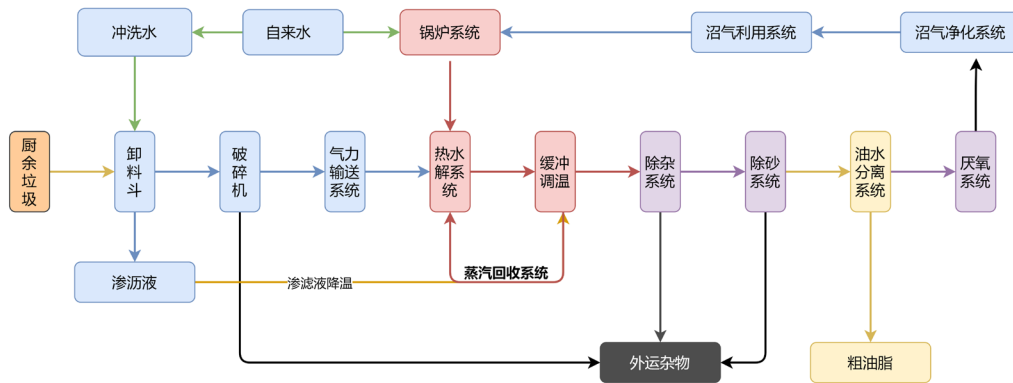 冲洗水
自来水
锅炉系统
沼气利用系统
沼气净化系统
厨
余
垃
圾
卸
料
斗
破
碎
机
气力
输送
系统
热水
解系
统
缓冲
调温
除杂
系统
除砂
系统
油水
分离
系统
厌氧
系统
渗沥液
渗滤液降温
蒸汽回收系统
外运杂物
粗油脂